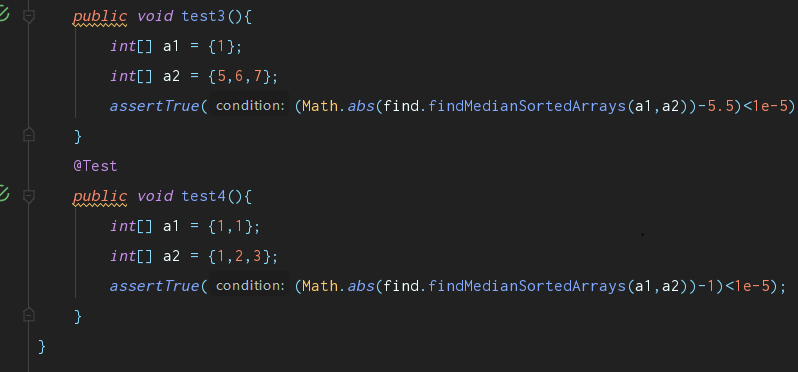 public void test3(){
int[] a1 = {1};
int[] a2 = {5,6,7};
assertTrue( condition: (Math.abs(find.findMedianSortedArrays(a1,a2))-5.5)<1e-5)
}
@Test
public void test4(){
int[] a1 = {1,1};
int[] a2 = {1,2,3};
assertTrue( condition: (Math.abs(find.findMedianSortedArrays(a1,a2))-1)<1e-5);
}
}